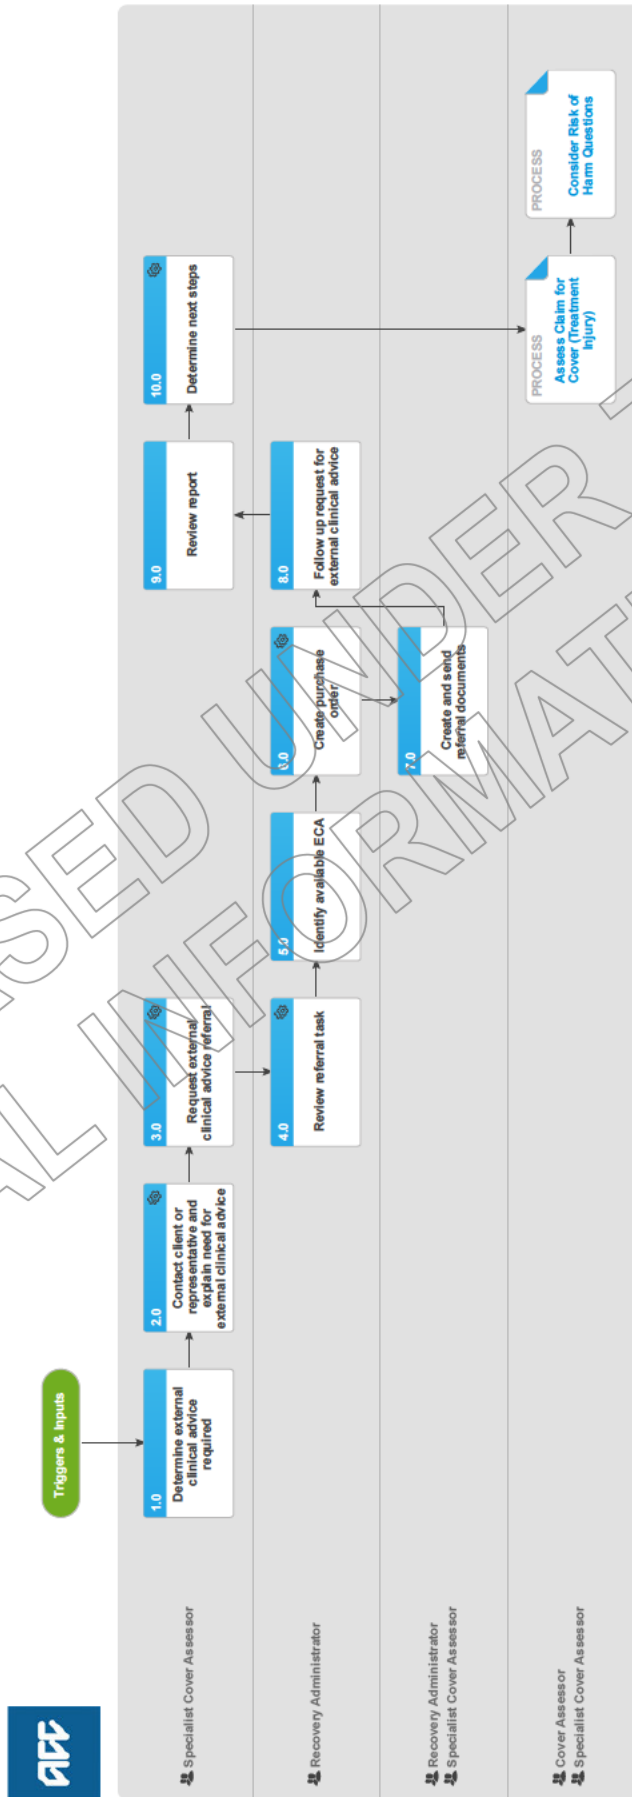 ACC
Triggers & Inputs
Specialist Cover Assessor
1.0
Determine external
clinical advice
required
2.0
Contact client or
representative and
explain need for
external clinical advice
3.0
Request external
clinical advice referral
9.0
Review report
10.0
Determine next steps
Recovery Administrator
4.0
Review referral task
5.0
Identify available ECA
6.0
Create purchase
order
8.0
Follow up request for
external clinical advice
Recovery Administrator
Specialist Cover Assessor
7.0
Create and send
referral documents
Cover Assessor
Specialist Cover Assessor
PROCESS
Assess Claim for
Cover (Treatment
Injury)
PROCESS
Consider Risk of
Harm Questions
UNDER